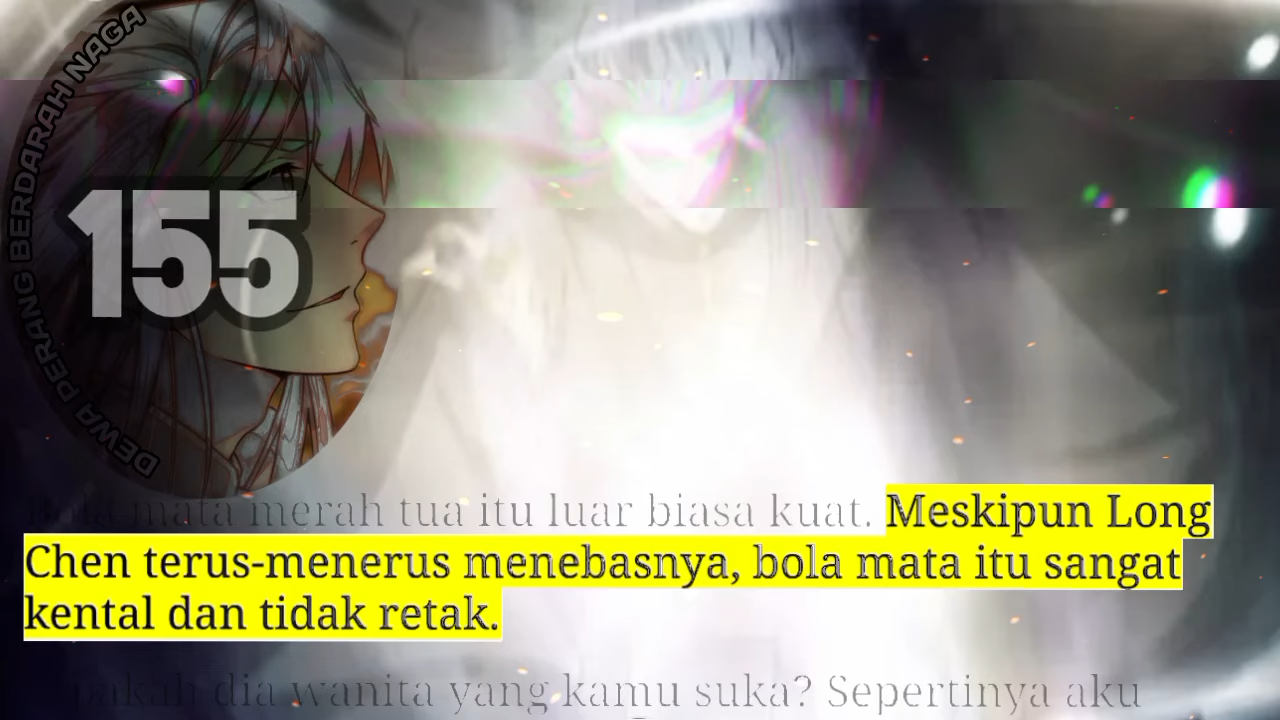 DEWA PERANG BERDARAH NAGA
155
Bola mata merah tua itu luar biasa kuat. Meskipun Long
Chen terus-menerus menebasnya, bola mata itu sangat
kental dan tidak retak.
dia wanita yang kamu suka? Sepertinya aku